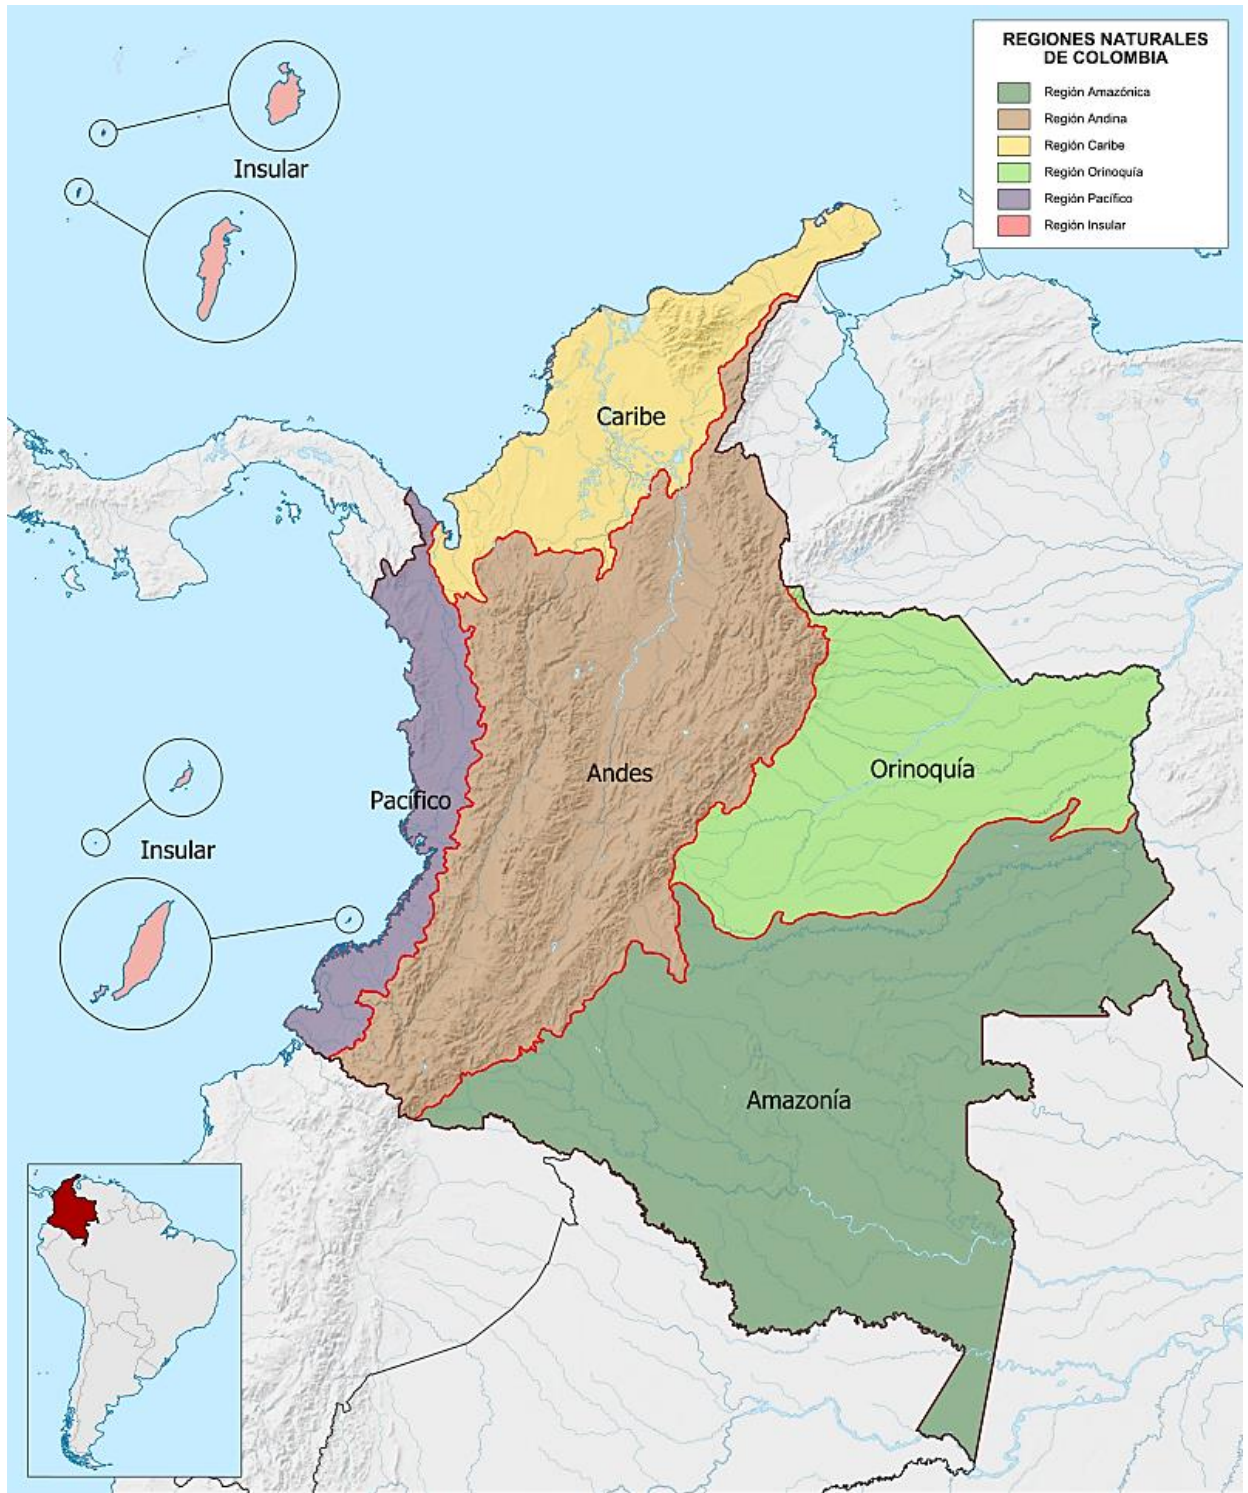 REGIONES NATURALES
DE COLOMBIA
Región Amazónica
Región Andina
Región Caribe
Región Orinoquía
Región Pacífico
Región Insular
Insular
Caribe
Andes
Orinoquía
Pacífico
Insular
Amazonía